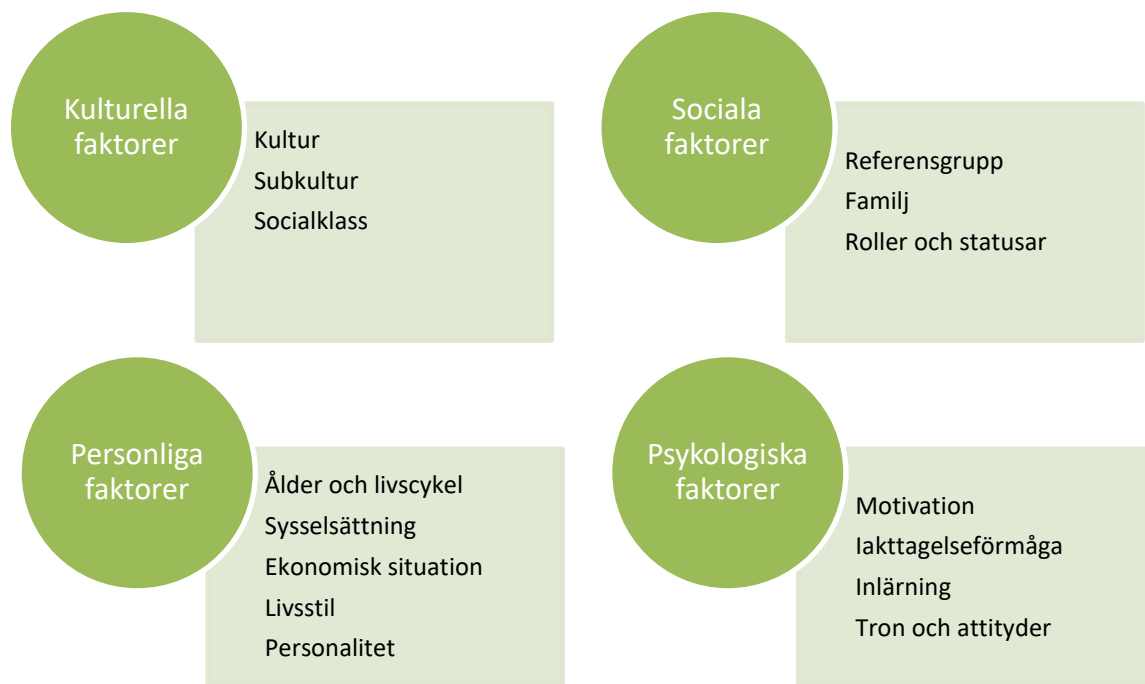 Kulturella
faktorer
Kultur
Subkultur
Socialklass
Sociala
faktorer
Referensgrupp
Familj
Roller och statusar
Personliga
faktorer
Ålder och livscykel
Sysselsättning
Ekonomisk situation
Livsstil
Personalitet
Psykologiska
faktorer
Motivation
Iakttagelseförmåga
Inlärning
Tron och attityder